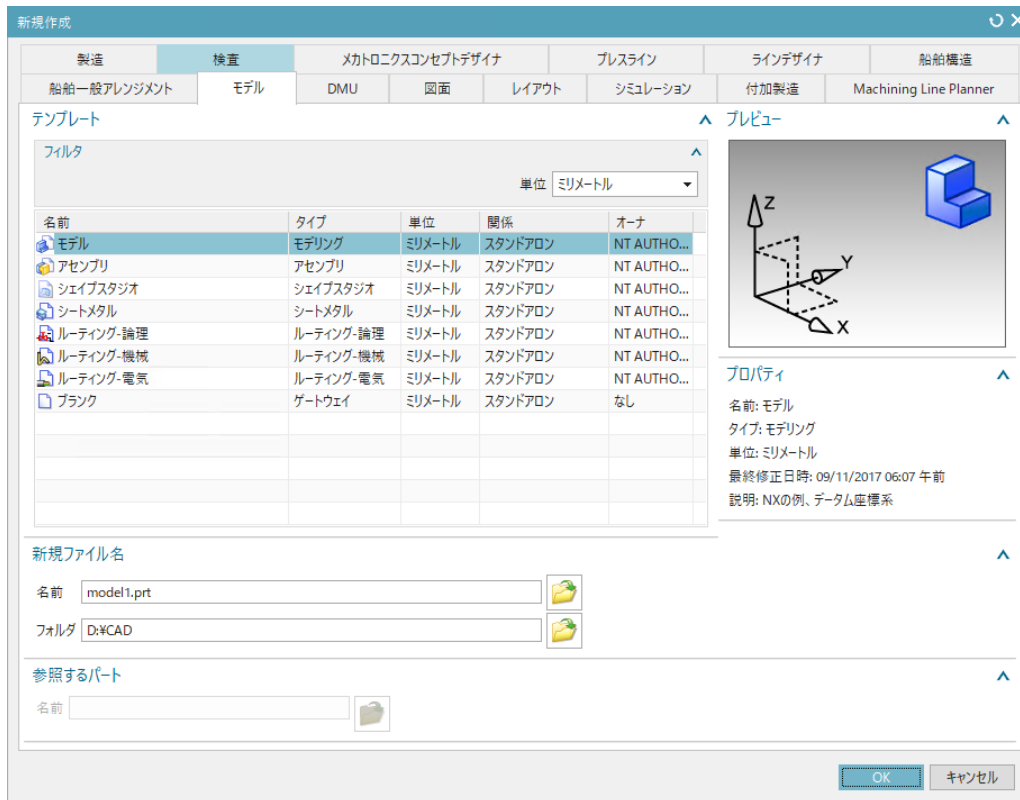 新規作成
製造 検査 メカトロニクスコンセプトデザイナ プレスライン ラインデザイナ 船舶構造
船舶一般アレンジメント モデル DMU 図面 レイアウト シミュレーション 付加製造 Machining Line Planner
テンプレート
フィルタ
単位 ミリメートル
名前 タイプ 単位 関係 オーナ
モデル モデリング ミリメートル スタンドアロン NT AUTHO...
アセンブリ アセンブリ ミリメートル スタンドアロン NT AUTHO...
シェイプスタジオ シェイプスタジオ ミリメートル スタンドアロン NT AUTHO...
シートメタル シートメタル ミリメートル スタンドアロン NT AUTHO...
ルーティング-論理 ルーティング-論理 ミリメートル スタンドアロン NT AUTHO...
ルーティング-機械 ルーティング-機械 ミリメートル スタンドアロン NT AUTHO...
ルーティング-電気 ルーティング-電気 ミリメートル スタンドアロン NT AUTHO...
ブランク ゲートウェイ ミリメートル スタンドアロン なし
プレビュー
Z
Y
X
プロパティ
名前: モデル
タイプ: モデリング
単位: ミリメートル
最終修正日時: 09/11/2017 06:07 午前
説明: NXの例、データム座標系
新規ファイル名
名前 model1.prt
フォルダ D:¥CAD
参照するパート
名前
OK キャンセル